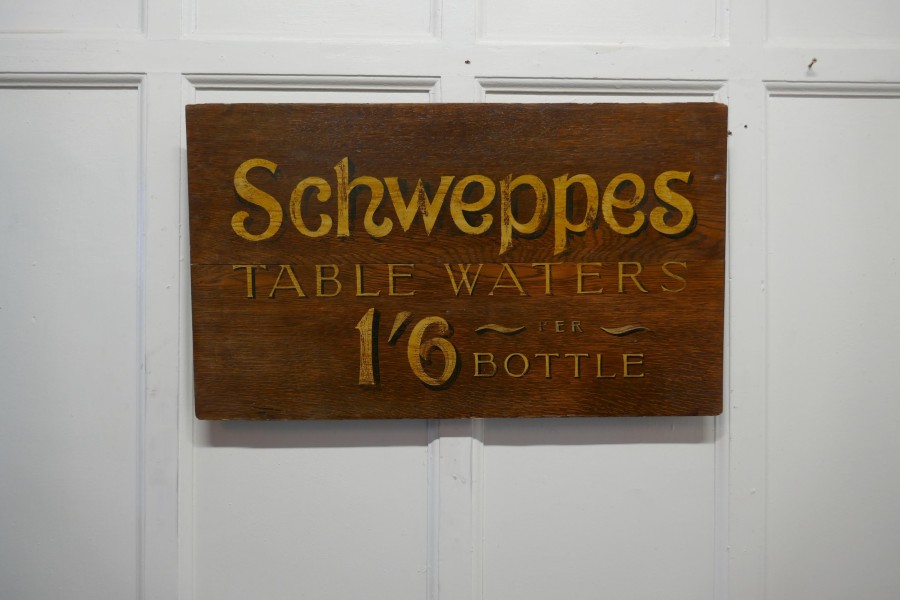 Schweppes
TABLE WATERS
1'6 PER
BOTTLE